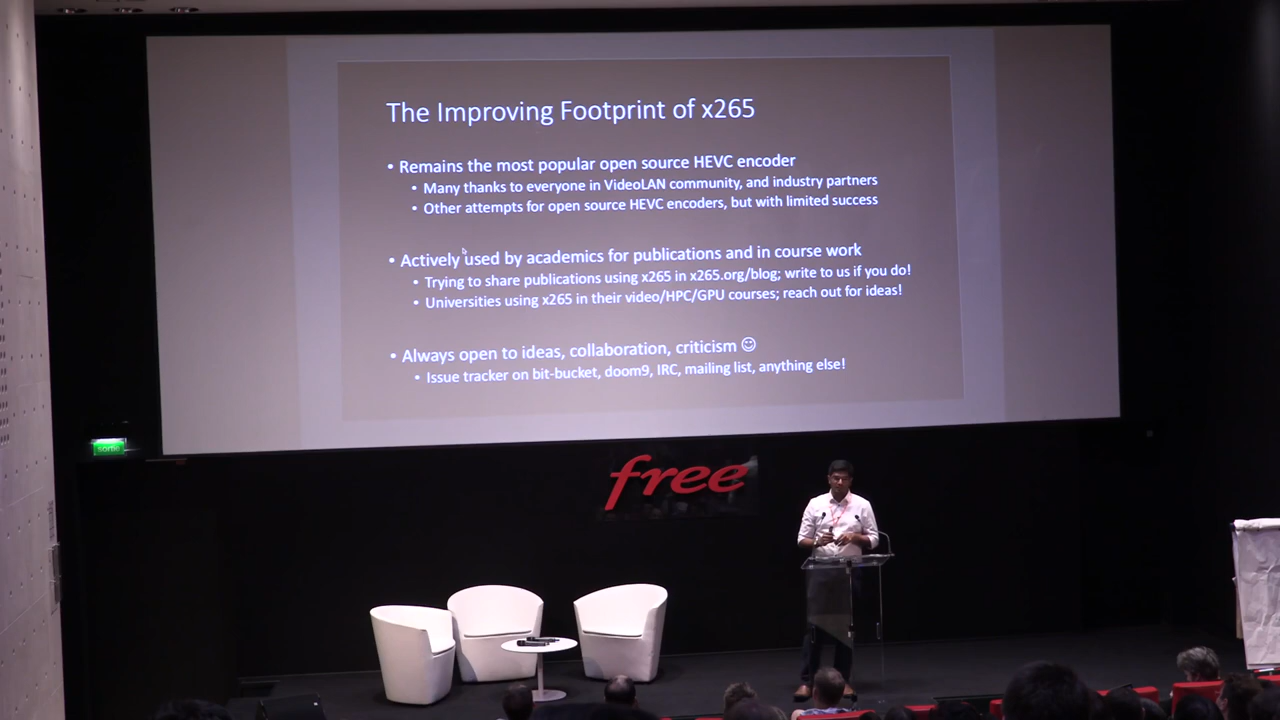 The Improving Footprint of x265
• Remains the most popular open source HEVC encoder
• Many thanks to everyone in VideoLAN community, and industry partners
• Other attempts for open source HEVC encoders, but with limited success
• Actively used by academics for publications and in course work
• Trying to share publications using x265 in x265.org/blog; write to us if you do!
• Universities using x265 in their video/HPC/GPU courses; reach out for ideas!
• Always open to ideas, collaboration, criticism ☺
• Issue tracker on bit-bucket, doom9, IRC, mailing list, anything else!
sortie
free